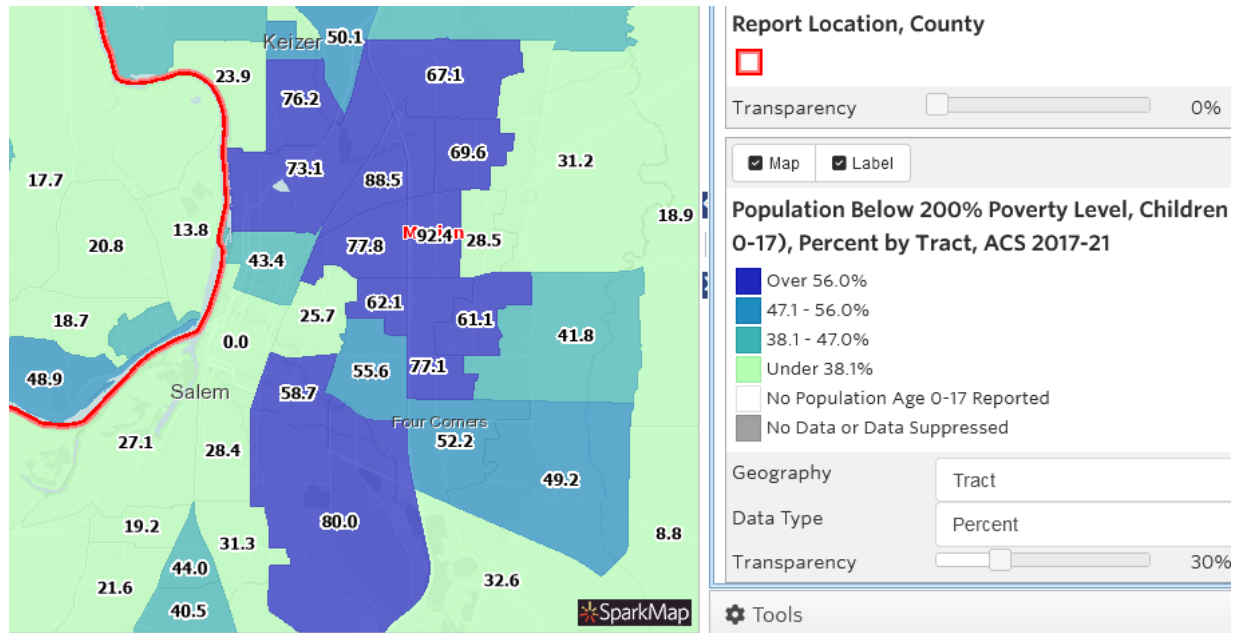 50.1
Keizer
23.9
67.1
76.2
69.6
31.2
73.1
88.5
17.7
18.9
13.8
92.4
28.5
20.8
77.8
43.4
62.1
25.7
61.1
18.7
41.8
0.0
55.6
77.1
48.9
Salem
58.7
Four Corners
52.2
27.1
28.4
49.2
80.0
19.2
31.3
8.8
44.0
32.6
21.6
40.5
SparkMap
Report Location, County
Transparency 0%
Map Label
Population Below 200% Poverty Level, Children
0-17), Percent by Tract, ACS 2017-21
Over 56.0%
47.1 - 56.0%
38.1 - 47.0%
Under 38.1%
No Population Age 0-17 Reported
No Data or Data Suppressed
Geography Tract
Data Type Percent
Transparency 30%
Tools